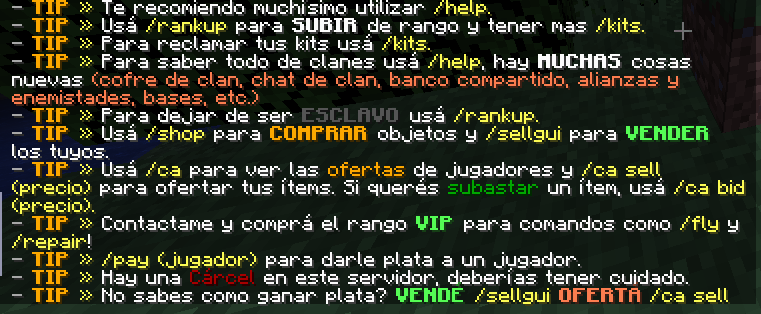 - TIP » Te recomiendo muchísimo utilizar /help.
- TIP » Usá /rankup para SUBIR de rango y tener mas /kits.
- TIP » Para reclamar tus kits usá /kits.
- TIP » Para saber todo de clanes usá /help, hay MUCHAS cosas
nuevas (cofre de clan, chat de clan, banco compartido, alianzas y
enemistades, bases, etc.)
- TIP » Para dejar de ser ESCLAVO usá /rankup.
- TIP » Usá /shop para COMPRAR objetos y /sellgui para VENDER
los tuyos.
- TIP » Usá /ca para ver las ofertas de jugadores y /ca sell
(precio) para ofertar tus ítems. Si querés subastar un ítem, usá /ca bid
(precio).
- TIP » Contactame y comprá el rango VIP para comandos como /fly y
/repair!
- TIP » /pay (jugador) para darle plata a un jugador.
- TIP » Hay una Cárcel en este servidor, deberías tener cuidado.
- TIP » No sabes como ganar plata? VENDE /sellgui OFERTA /ca sell